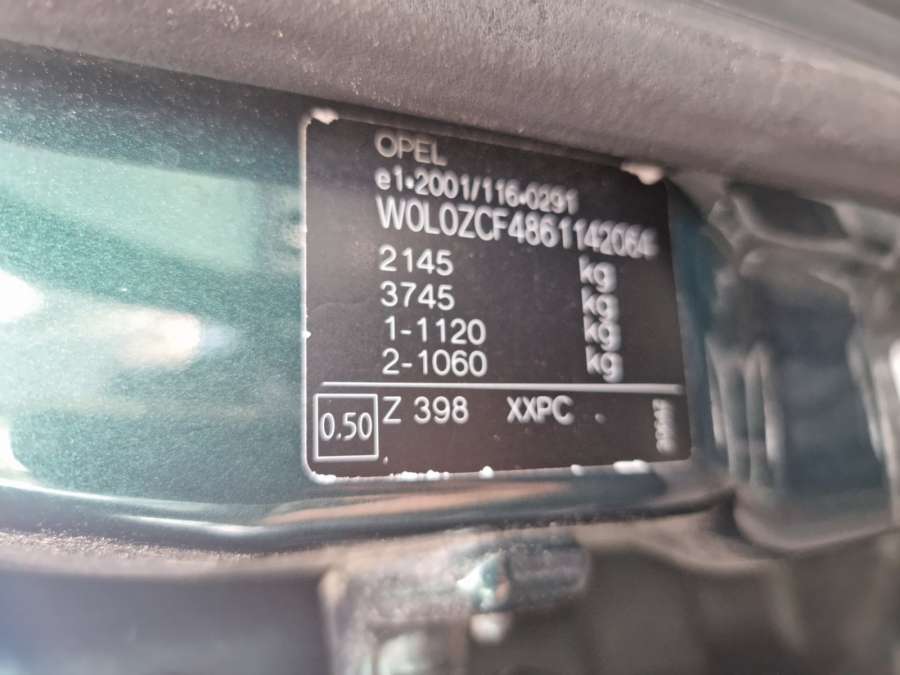 OPEL
e1*2001/116*0291
W0L0ZCF4861142064
2145 kg
3745 kg
1-1120 kg
2-1060 kg
0.50 Z 398 XXPC